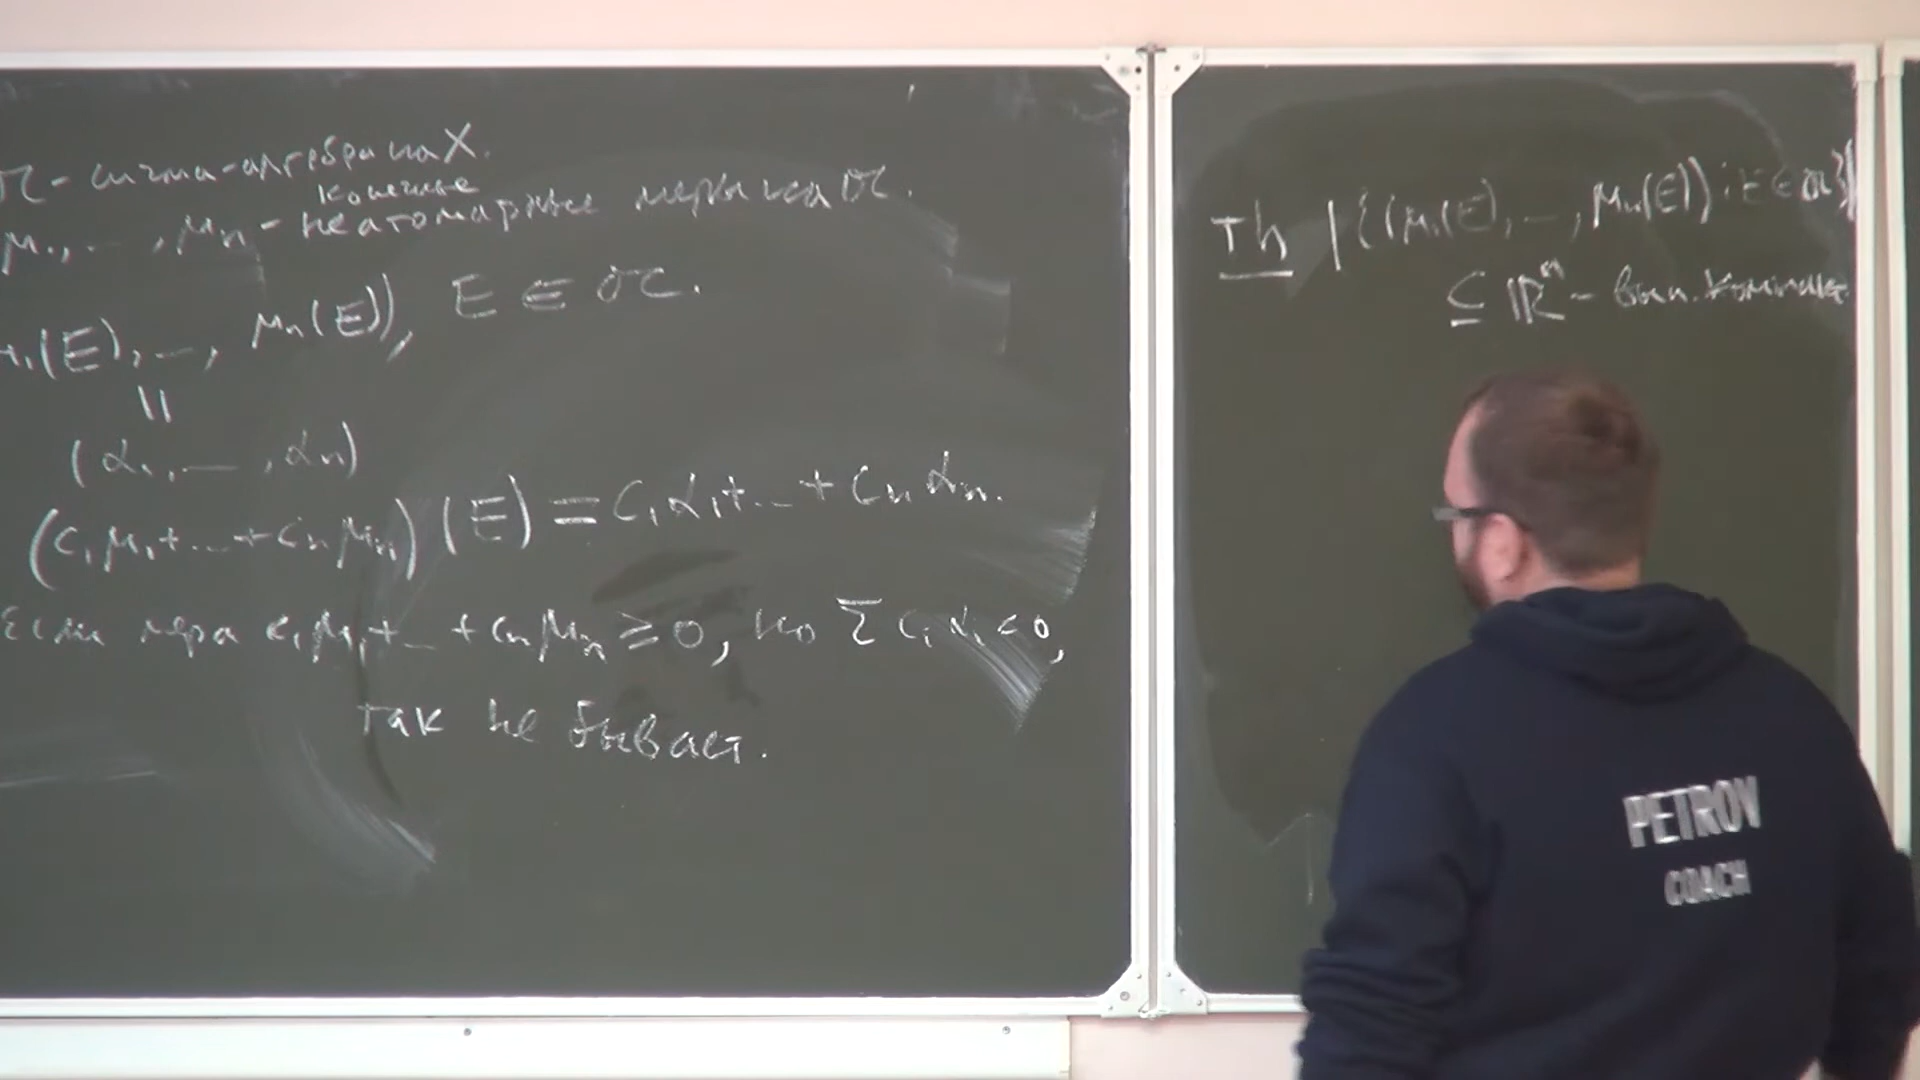 𝔐 - сигма-алгебра на X.
конечные
μ₁, ..., μₙ - неатомарные меры на 𝔐.
μ₁(E), ..., μₙ(E)), E ∈ 𝔐.
||
(α₁, ..., αₙ)
(c₁μ₁+...+cₙμₙ)(E) = c₁α₁+...+cₙαₙ.
Если мера c₁μ₁+...+cₙμₙ ≥ 0, но Σ cᵢαᵢ < 0,
так не бывает.
Th {(μ₁(E), ..., μₙ(E)) : E ∈ 𝔐}
⊆ ℝⁿ - вып. компакт.
PETROV
COACH